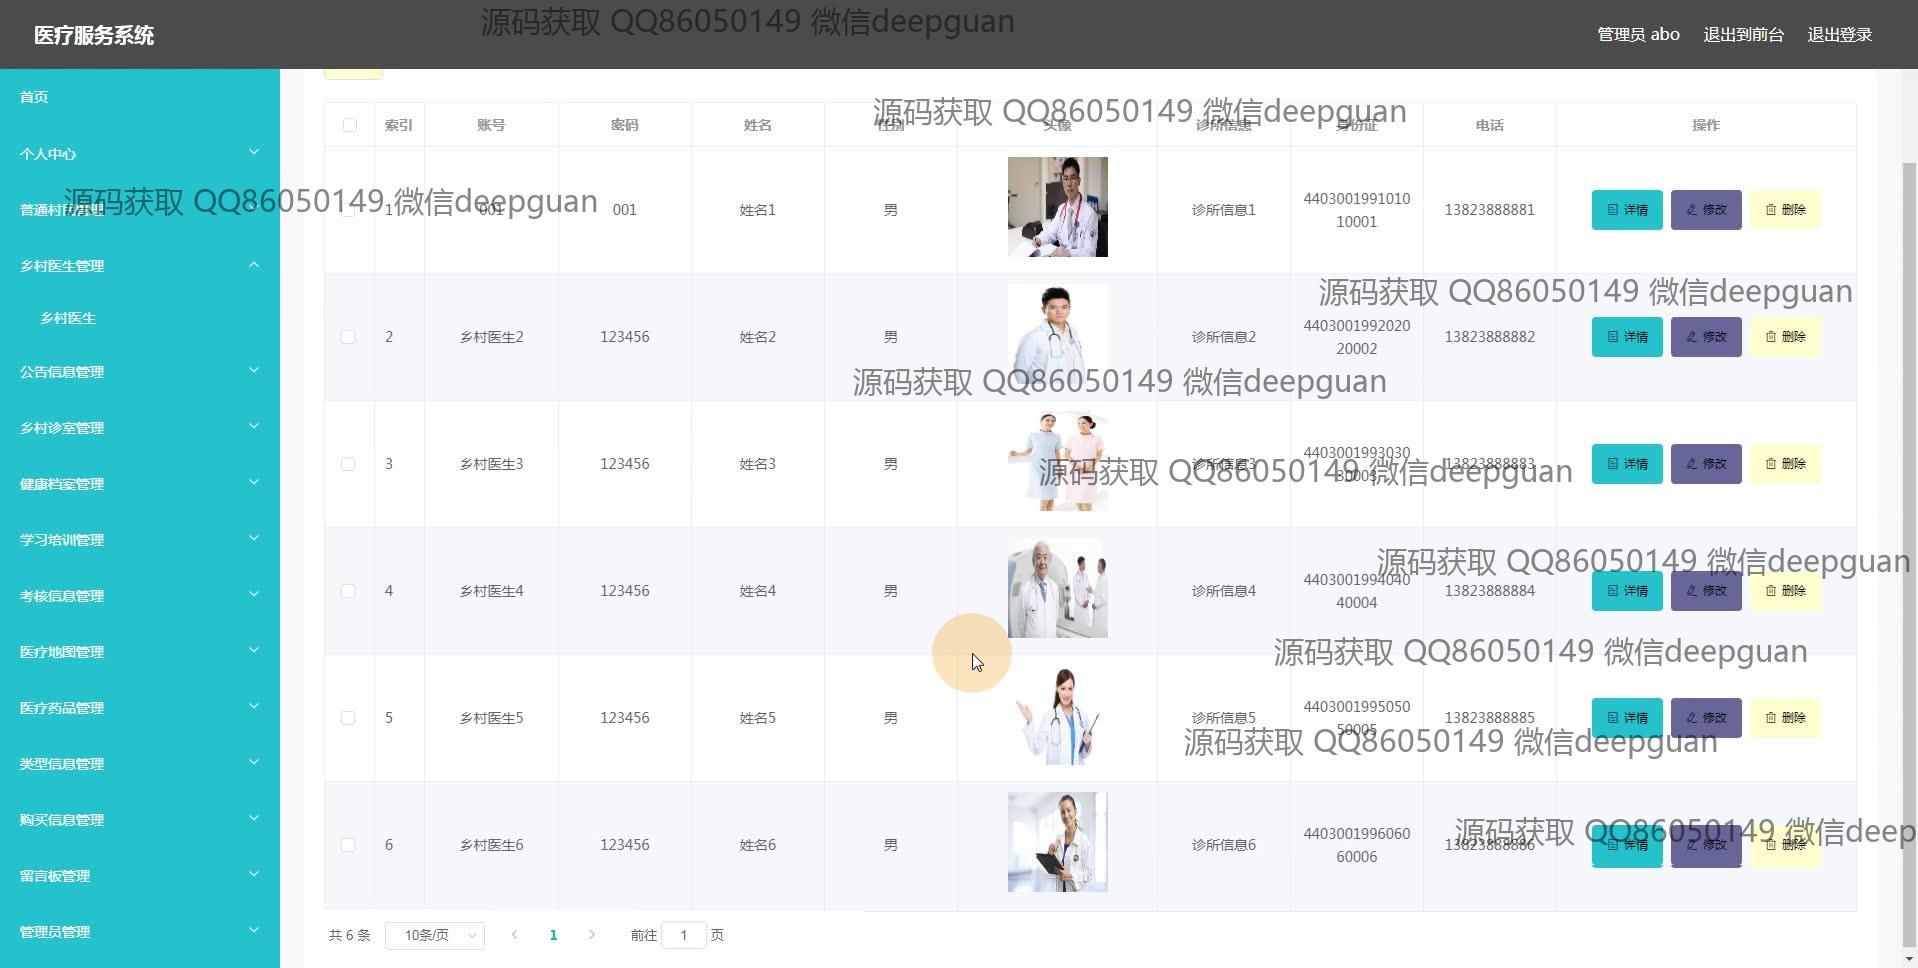 医疗服务系统
源码获取 QQ86050149 微信deepguan
管理员 abo 退出到前台 退出登录
首页
个人中心
普通村民管理
乡村医生管理
乡村医生
公告信息管理
乡村诊室管理
健康档案管理
学习培训管理
考核信息管理
医疗地图管理
医疗药品管理
类型信息管理
购买信息管理
留言板管理
管理员管理
源码获取 QQ86050149 微信deepguan
索引 账号 密码 姓名 性别 头像 诊所信息 身份证 电话 操作
源码获取 QQ86050149 微信deepguan
1 001 001 姓名1 男 诊所信息1 440300199101010001 13823888881 详情 修改 删除
源码获取 QQ86050149 微信deepguan
2 乡村医生2 123456 姓名2 男 诊所信息2 440300199202020002 13823888882 详情 修改 删除
源码获取 QQ86050149 微信deepguan
3 乡村医生3 123456 姓名3 男 诊所信息3 440300199303030003 13823888883 详情 修改 删除
源码获取 QQ86050149 微信deepguan
源码获取 QQ86050149 微信deepguan
4 乡村医生4 123456 姓名4 男 诊所信息4 440300199404040004 13823888884 详情 修改 删除
源码获取 QQ86050149 微信deepguan
5 乡村医生5 123456 姓名5 男 诊所信息5 440300199505050005 13823888885 详情 修改 删除
源码获取 QQ86050149 微信deepguan
源码获取 QQ86050149 微信deep
6 乡村医生6 123456 姓名6 男 诊所信息6 440300199606060006 13823888886 详情 修改 删除
共 6 条 10条/页 1 前往 1 页